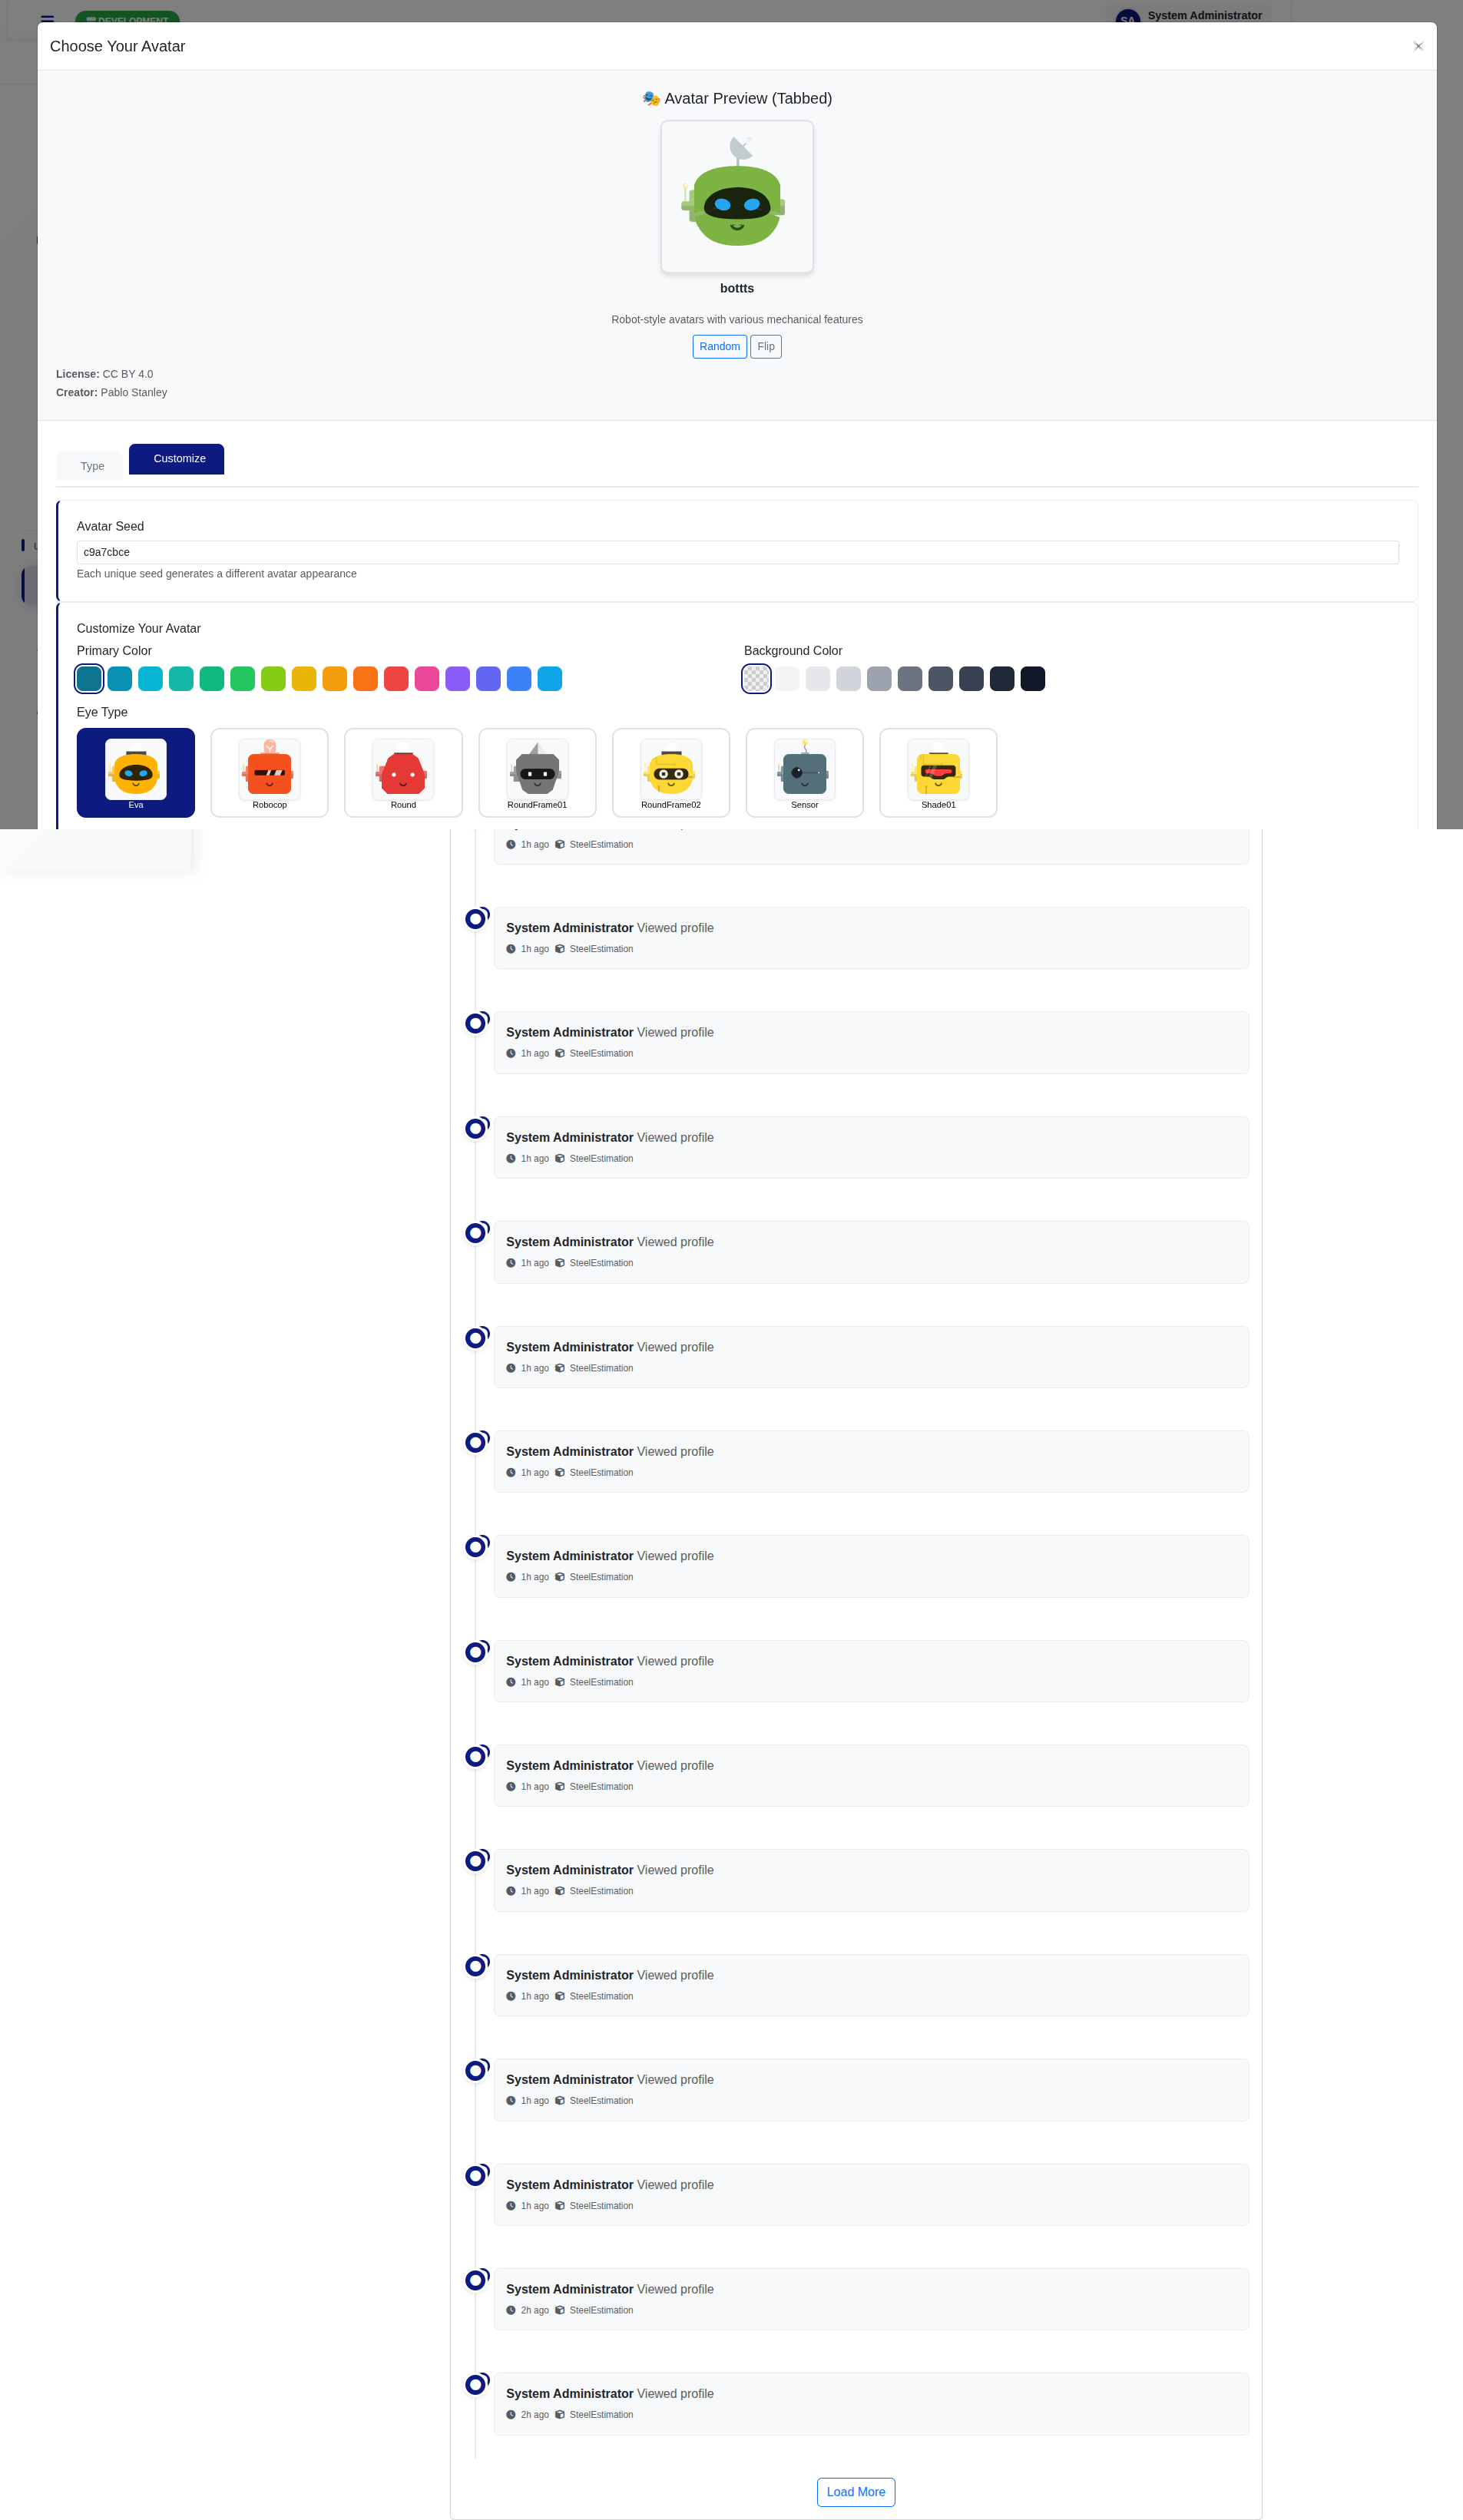 DEVELOPMENT
SA
System Administrator
Choose Your Avatar
🎭 Avatar Preview (Tabbed)
bottts
Robot-style avatars with various mechanical features
Random Flip
License: CC BY 4.0
Creator: Pablo Stanley
Type Customize
Avatar Seed
c9a7cbce
Each unique seed generates a different avatar appearance
Customize Your Avatar
Primary Color Background Color
Eye Type
Eva Robocop Round RoundFrame01 RoundFrame02 Sensor Shade01
1h ago SteelEstimation
System Administrator Viewed profile
1h ago SteelEstimation
System Administrator Viewed profile
1h ago SteelEstimation
System Administrator Viewed profile
1h ago SteelEstimation
System Administrator Viewed profile
1h ago SteelEstimation
System Administrator Viewed profile
1h ago SteelEstimation
System Administrator Viewed profile
1h ago SteelEstimation
System Administrator Viewed profile
1h ago SteelEstimation
System Administrator Viewed profile
1h ago SteelEstimation
System Administrator Viewed profile
1h ago SteelEstimation
System Administrator Viewed profile
1h ago SteelEstimation
System Administrator Viewed profile
1h ago SteelEstimation
System Administrator Viewed profile
1h ago SteelEstimation
System Administrator Viewed profile
1h ago SteelEstimation
System Administrator Viewed profile
2h ago SteelEstimation
System Administrator Viewed profile
2h ago SteelEstimation
Load More